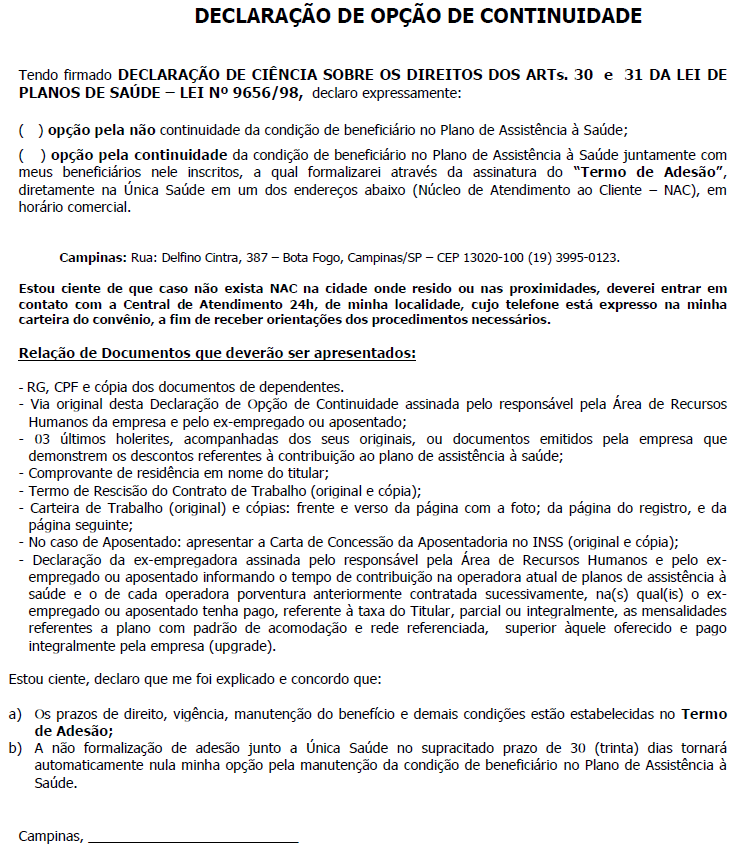 DECLARAÇÃO DE OPÇÃO DE CONTINUIDADE
Tendo firmado DECLARAÇÃO DE CIÊNCIA SOBRE OS DIREITOS DOS ARTs. 30 e 31 DA LEI DE
PLANOS DE SAÚDE – LEI Nº 9656/98, declaro expressamente:
( ) opção pela não continuidade da condição de beneficiário no Plano de Assistência à Saúde;
( ) opção pela continuidade da condição de beneficiário no Plano de Assistência à Saúde juntamente com
meus beneficiários nele inscritos, a qual formalizarei através da assinatura do “Termo de Adesão”,
diretamente na Única Saúde em um dos endereços abaixo (Núcleo de Atendimento ao Cliente – NAC), em
horário comercial.
Campinas: Rua: Delfino Cintra, 387 – Bota Fogo, Campinas/SP – CEP 13020-100 (19) 3995-0123.
Estou ciente de que caso não exista NAC na cidade onde resido ou nas proximidades, deverei entrar em
contato com a Central de Atendimento 24h, de minha localidade, cujo telefone está expresso na minha
carteira do convênio, a fim de receber orientações dos procedimentos necessários.
Relação de Documentos que deverão ser apresentados:
- RG, CPF e cópia dos documentos de dependentes.
- Via original desta Declaração de Opção de Continuidade assinada pelo responsável pela Área de Recursos
Humanos da empresa e pelo ex-empregado ou aposentado;
- 03 últimos holerites, acompanhadas dos seus originais, ou documentos emitidos pela empresa que
demonstrem os descontos referentes à contribuição ao plano de assistência à saúde;
- Comprovante de residência em nome do titular;
- Termo de Rescisão do Contrato de Trabalho (original e cópia);
- Carteira de Trabalho (original) e cópias: frente e verso da página com a foto; da página do registro, e da
página seguinte;
- No caso de Aposentado: apresentar a Carta de Concessão da Aposentadoria no INSS (original e cópia);
- Declaração da ex-empregadora assinada pelo responsável pela Área de Recursos Humanos e pelo ex-
empregado ou aposentado informando o tempo de contribuição na operadora atual de planos de assistência à
saúde e o de cada operadora porventura anteriormente contratada sucessivamente, na(s) qual(is) o ex-
empregado ou aposentado tenha pago, referente à taxa do Titular, parcial ou integralmente, as mensalidades
referentes a plano com padrão de acomodação e rede referenciada, superior àquele oferecido e pago
integralmente pela empresa (upgrade).
Estou ciente, declaro que me foi explicado e concordo que:
a) Os prazos de direito, vigência, manutenção do benefício e demais condições estão estabelecidas no Termo
de Adesão;
b) A não formalização de adesão junto a Única Saúde no supracitado prazo de 30 (trinta) dias tornará
automaticamente nula minha opção pela manutenção da condição de beneficiário no Plano de Assistência à
Saúde.
Campinas, ____________________________